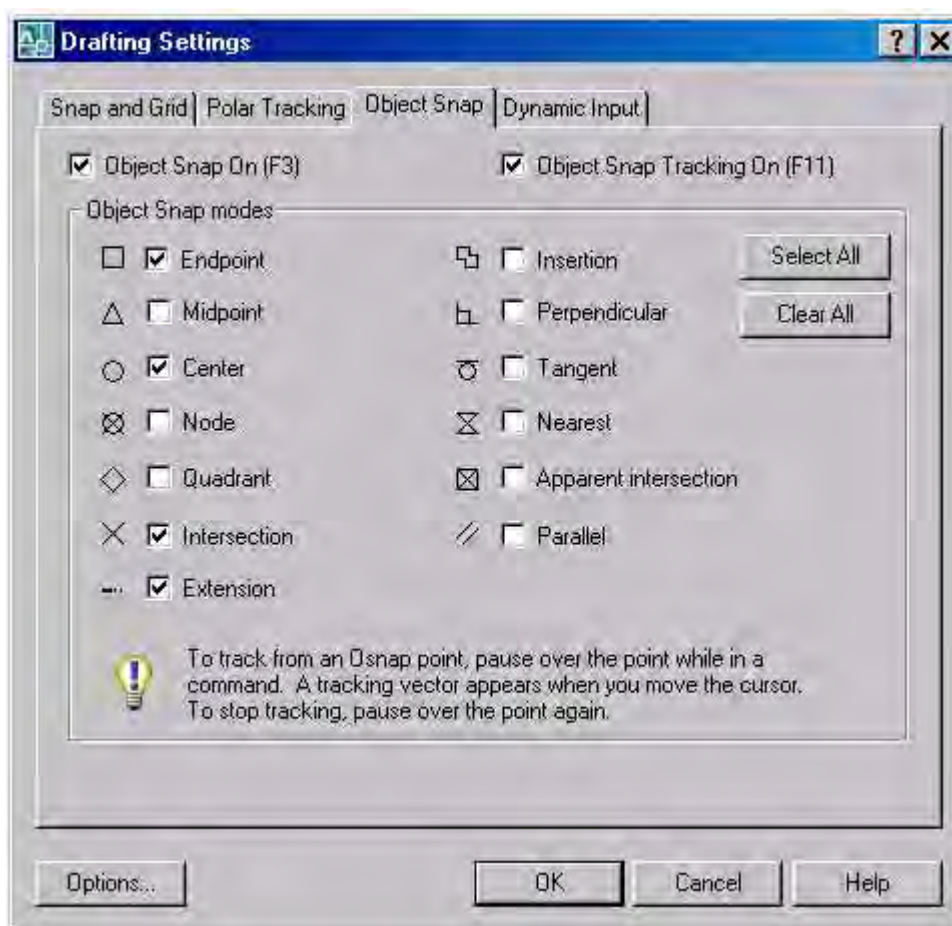 Drafting Settings
Snap and Grid Polar Tracking Object Snap Dynamic Input
Object Snap On (F3) Object Snap Tracking On (F11)
Object Snap modes
Endpoint Insertion Select All
Midpoint Perpendicular Clear All
Center Tangent
Node Nearest
Quadrant Apparent intersection
Intersection Parallel
Extension
To track from an Osnap point, pause over the point while in a
command. A tracking vector appears when you move the cursor.
To stop tracking, pause over the point again.
Options... OK Cancel Help